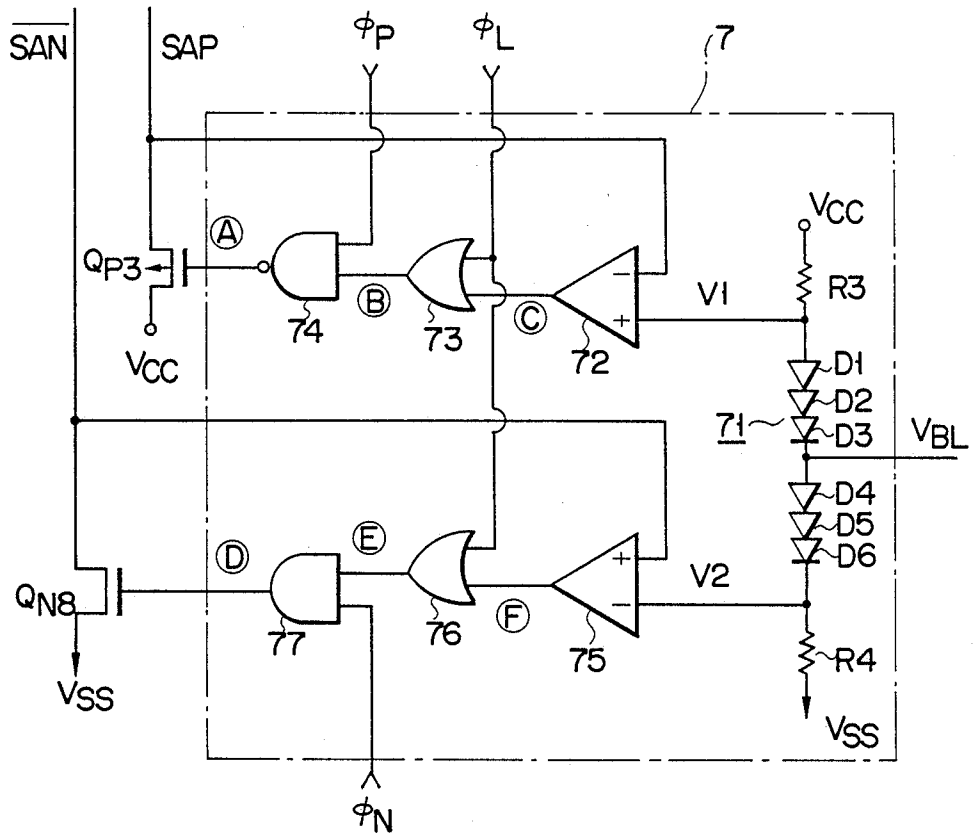 SAN
SAP
ϕP
ϕL
7
A
VCC
QP3
B
C
V1
R3
74
73
72
VCC
D1
D2
71
D3
VBL
D4
D5
E
D6
D
V2
QN8
F
77
76
75
R4
VSS
VSS
ϕN